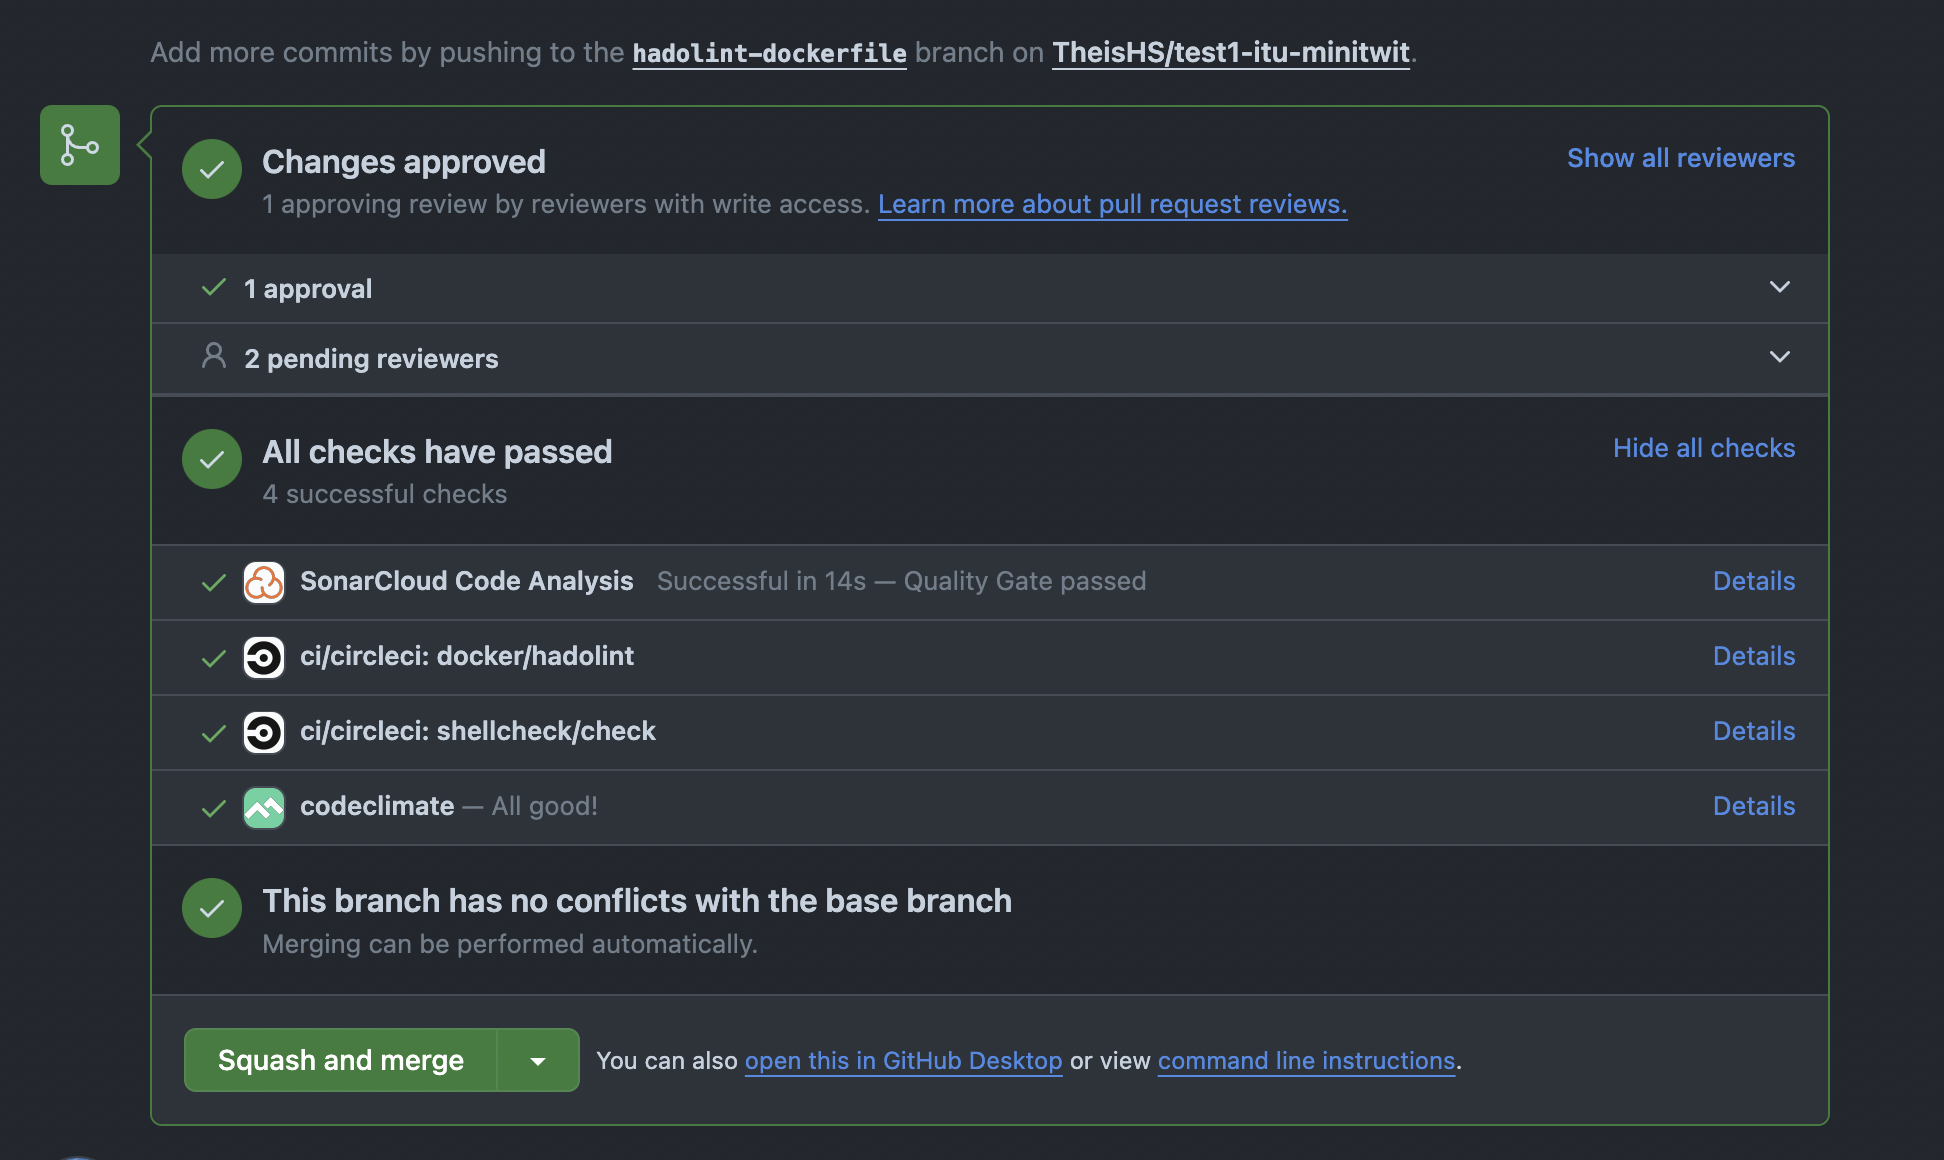 Add more commits by pushing to the hadolint-dockerfile branch on TheisHS/test1-itu-minitwit.
Changes approved
Show all reviewers
1 approving review by reviewers with write access. Learn more about pull request reviews.
1 approval
2 pending reviewers
All checks have passed
Hide all checks
4 successful checks
SonarCloud Code Analysis Successful in 14s — Quality Gate passed Details
ci/circleci: docker/hadolint Details
ci/circleci: shellcheck/check Details
codeclimate — All good! Details
This branch has no conflicts with the base branch
Merging can be performed automatically.
Squash and merge You can also open this in GitHub Desktop or view command line instructions.